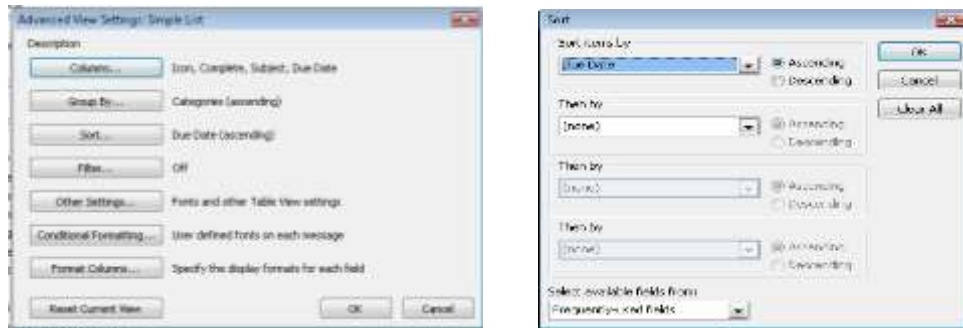 Advanced View Settings: Simple List
Description
Columns... Icon, Complete, Subject, Due Date
Group By... Categories (ascending)
Sort... Due Date (ascending)
Filter... Off
Other Settings... Fonts and other Table View settings
Conditional Formatting... User defined fonts on each message
Format Columns... Specify the display formats for each field
Reset Current View OK Cancel
Sort
Sort items by
Due Date Ascending OK
Descending Cancel
Clear All
Then by
(none) Ascending
Descending
Then by
(none) Ascending
Descending
Then by
(none) Ascending
Descending
Select available fields from:
Frequently-used fields